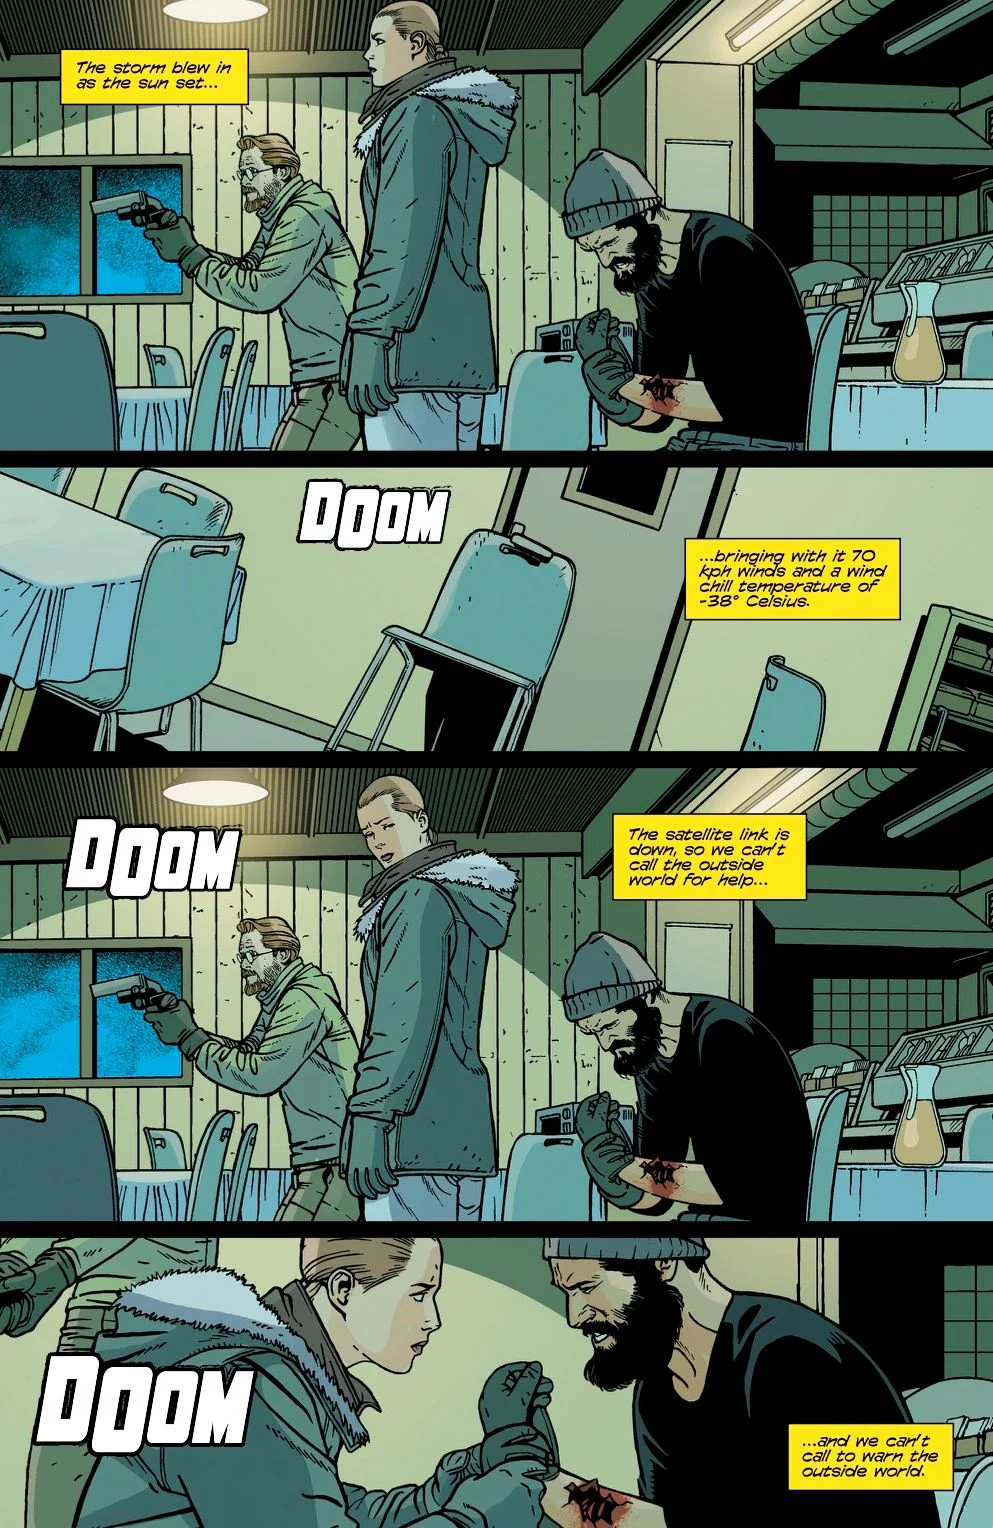 The storm blew in
as the sun set...
DOOM
...bringing with it 70
kph winds and a wind
chill temperature of
-38° Celsius.
DOOM
The satellite link is
down, so we can't
call the outside
world for help...
DOOM
...and we can't
call to warn the
outside world.